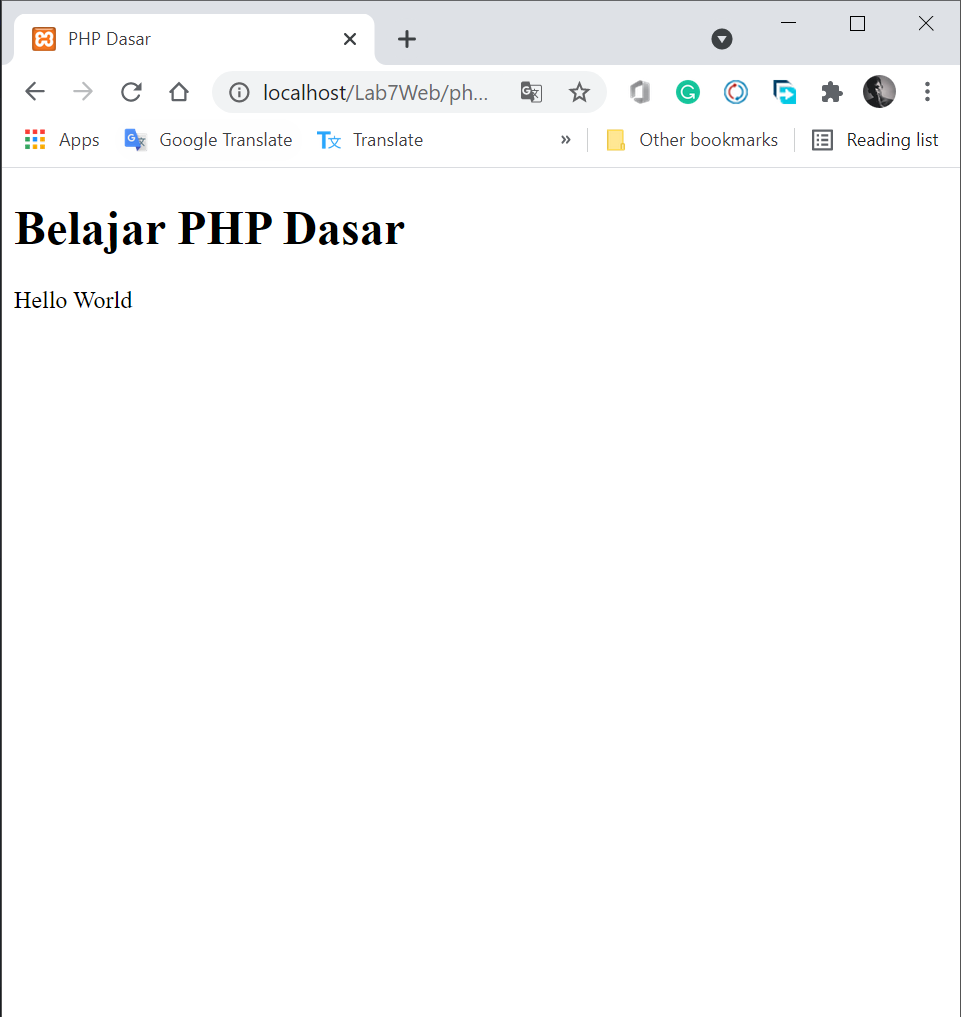 PHP Dasar
localhost/Lab7Web/ph...
Apps Google Translate Translate » Other bookmarks Reading list
Belajar PHP Dasar
Hello World